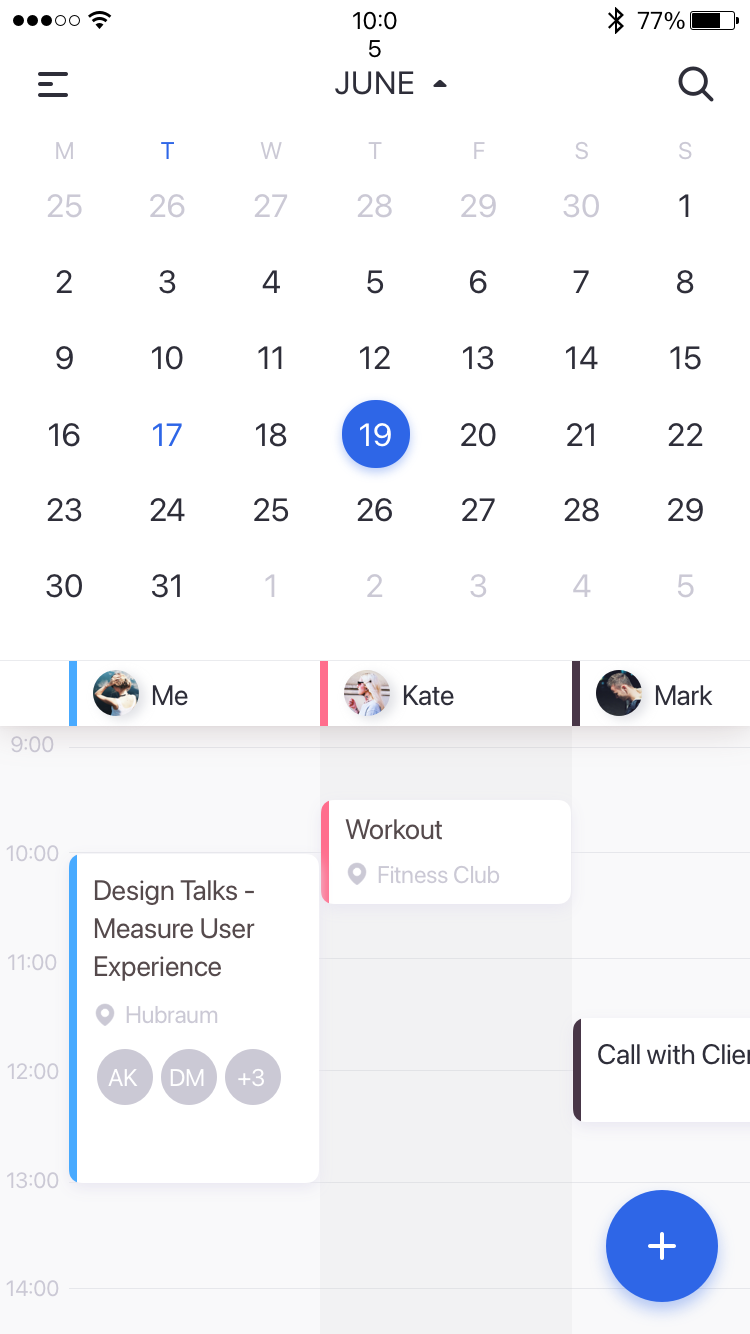 10:0
5
77%
JUNE
M T W T F S S
25 26 27 28 29 30 1
2 3 4 5 6 7 8
9 10 11 12 13 14 15
16 17 18 19 20 21 22
23 24 25 26 27 28 29
30 31 1 2 3 4 5
Me Kate Mark
9:00
Workout
Fitness Club
10:00
Design Talks -
Measure User
Experience
11:00
Hubraum
Call with Clien
12:00
AK DM +3
13:00
+
14:00